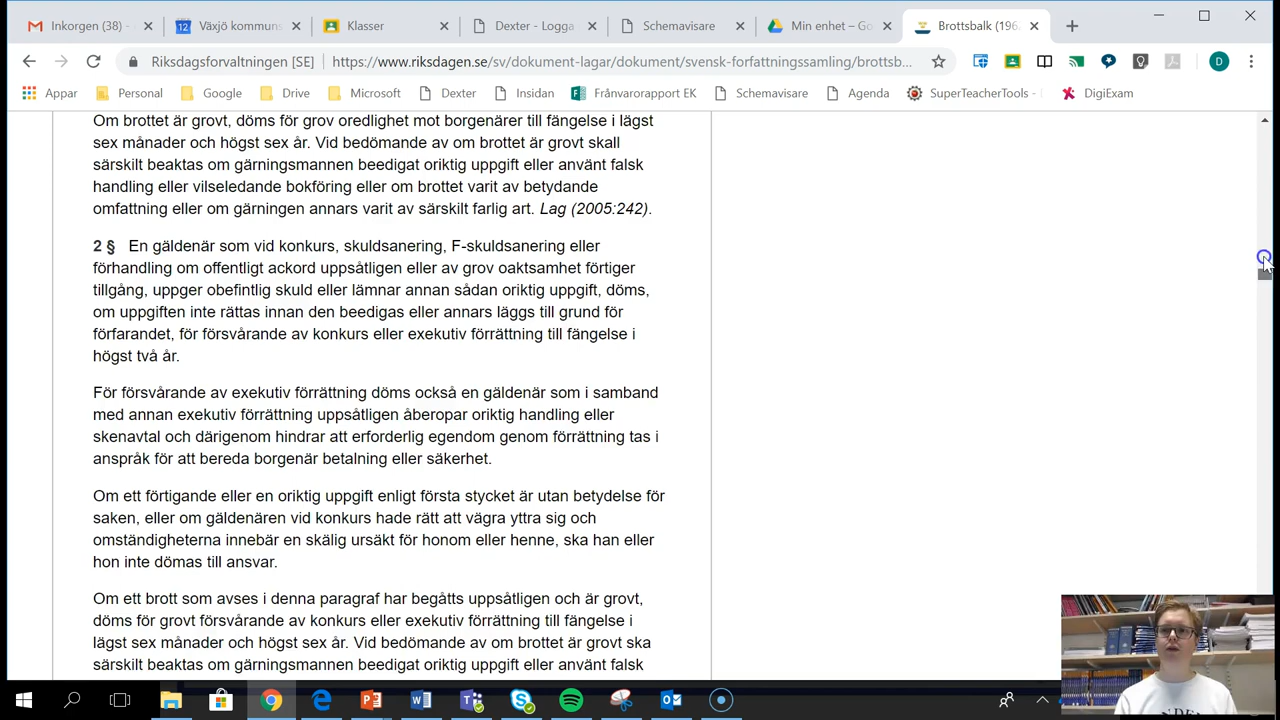 Inkorgen (38) -
12 Växjö kommuns
Klasser
Dexter - Logga
Schemavisare
Min enhet – Go
Brottsbalk (196
Riksdagsforvaltningen [SE] https://www.riksdagen.se/sv/dokument-lagar/dokument/svensk-forfattningssamling/brottsb...
D
Appar
Personal
Google
Drive
Microsoft
Dexter
Insidan
Frånvarorapport EK
Schemavisare
Agenda
SuperTeacherTools -
DigiExam
Om brottet är grovt, döms för grov oredlighet mot borgenärer till fängelse i lägst
sex månader och högst sex år. Vid bedömande av om brottet är grovt skall
särskilt beaktas om gärningsmannen beedigat oriktig uppgift eller använt falsk
handling eller vilseledande bokföring eller om brottet varit av betydande
omfattning eller om gärningen annars varit av särskilt farlig art. Lag (2005:242).
2 § En gäldenär som vid konkurs, skuldsanering, F-skuldsanering eller
förhandling om offentligt ackord uppsåtligen eller av grov oaktsamhet förtiger
tillgång, uppger obefintlig skuld eller lämnar annan sådan oriktig uppgift, döms,
om uppgiften inte rättas innan den beedigas eller annars läggs till grund för
förfarandet, för försvårande av konkurs eller exekutiv förrättning till fängelse i
högst två år.
För försvårande av exekutiv förrättning döms också en gäldenär som i samband
med annan exekutiv förrättning uppsåtligen åberopar oriktig handling eller
skenavtal och därigenom hindrar att erforderlig egendom genom förrättning tas i
anspråk för att bereda borgenär betalning eller säkerhet.
Om ett förtigande eller en oriktig uppgift enligt första stycket är utan betydelse för
saken, eller om gäldenären vid konkurs hade rätt att vägra yttra sig och
omständigheterna innebär en skälig ursäkt för honom eller henne, ska han eller
hon inte dömas till ansvar.
Om ett brott som avses i denna paragraf har begåtts uppsåtligen och är grovt,
döms för grovt försvårande av konkurs eller exekutiv förrättning till fängelse i
lägst sex månader och högst sex år. Vid bedömande av om brottet är grovt ska
särskilt beaktas om gärningsmannen beedigat oriktig uppgift eller använt falsk